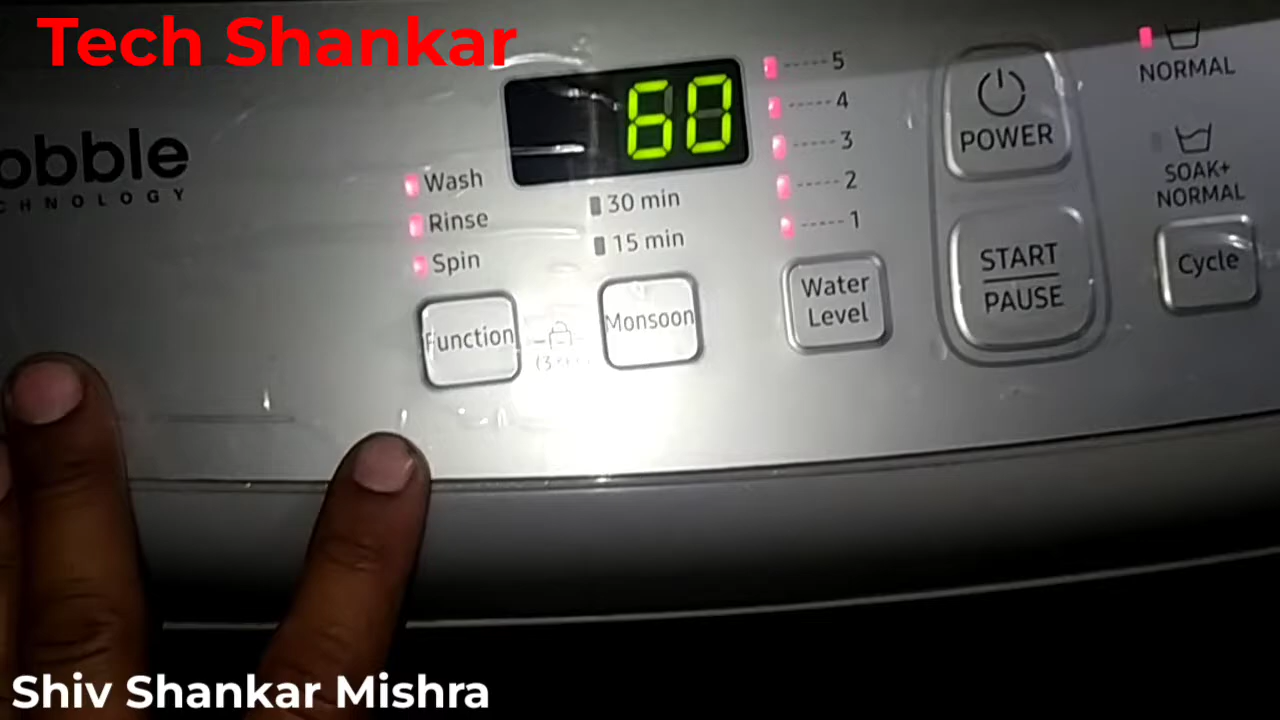 Tech Shankar
obble
CHNOLOGY
60
Wash
Rinse
Spin
30 min
15 min
5
4
3
2
1
Function
Monsoon
Water
Level
POWER
START
PAUSE
NORMAL
SOAK+
NORMAL
Cycle
Shiv Shankar Mishra